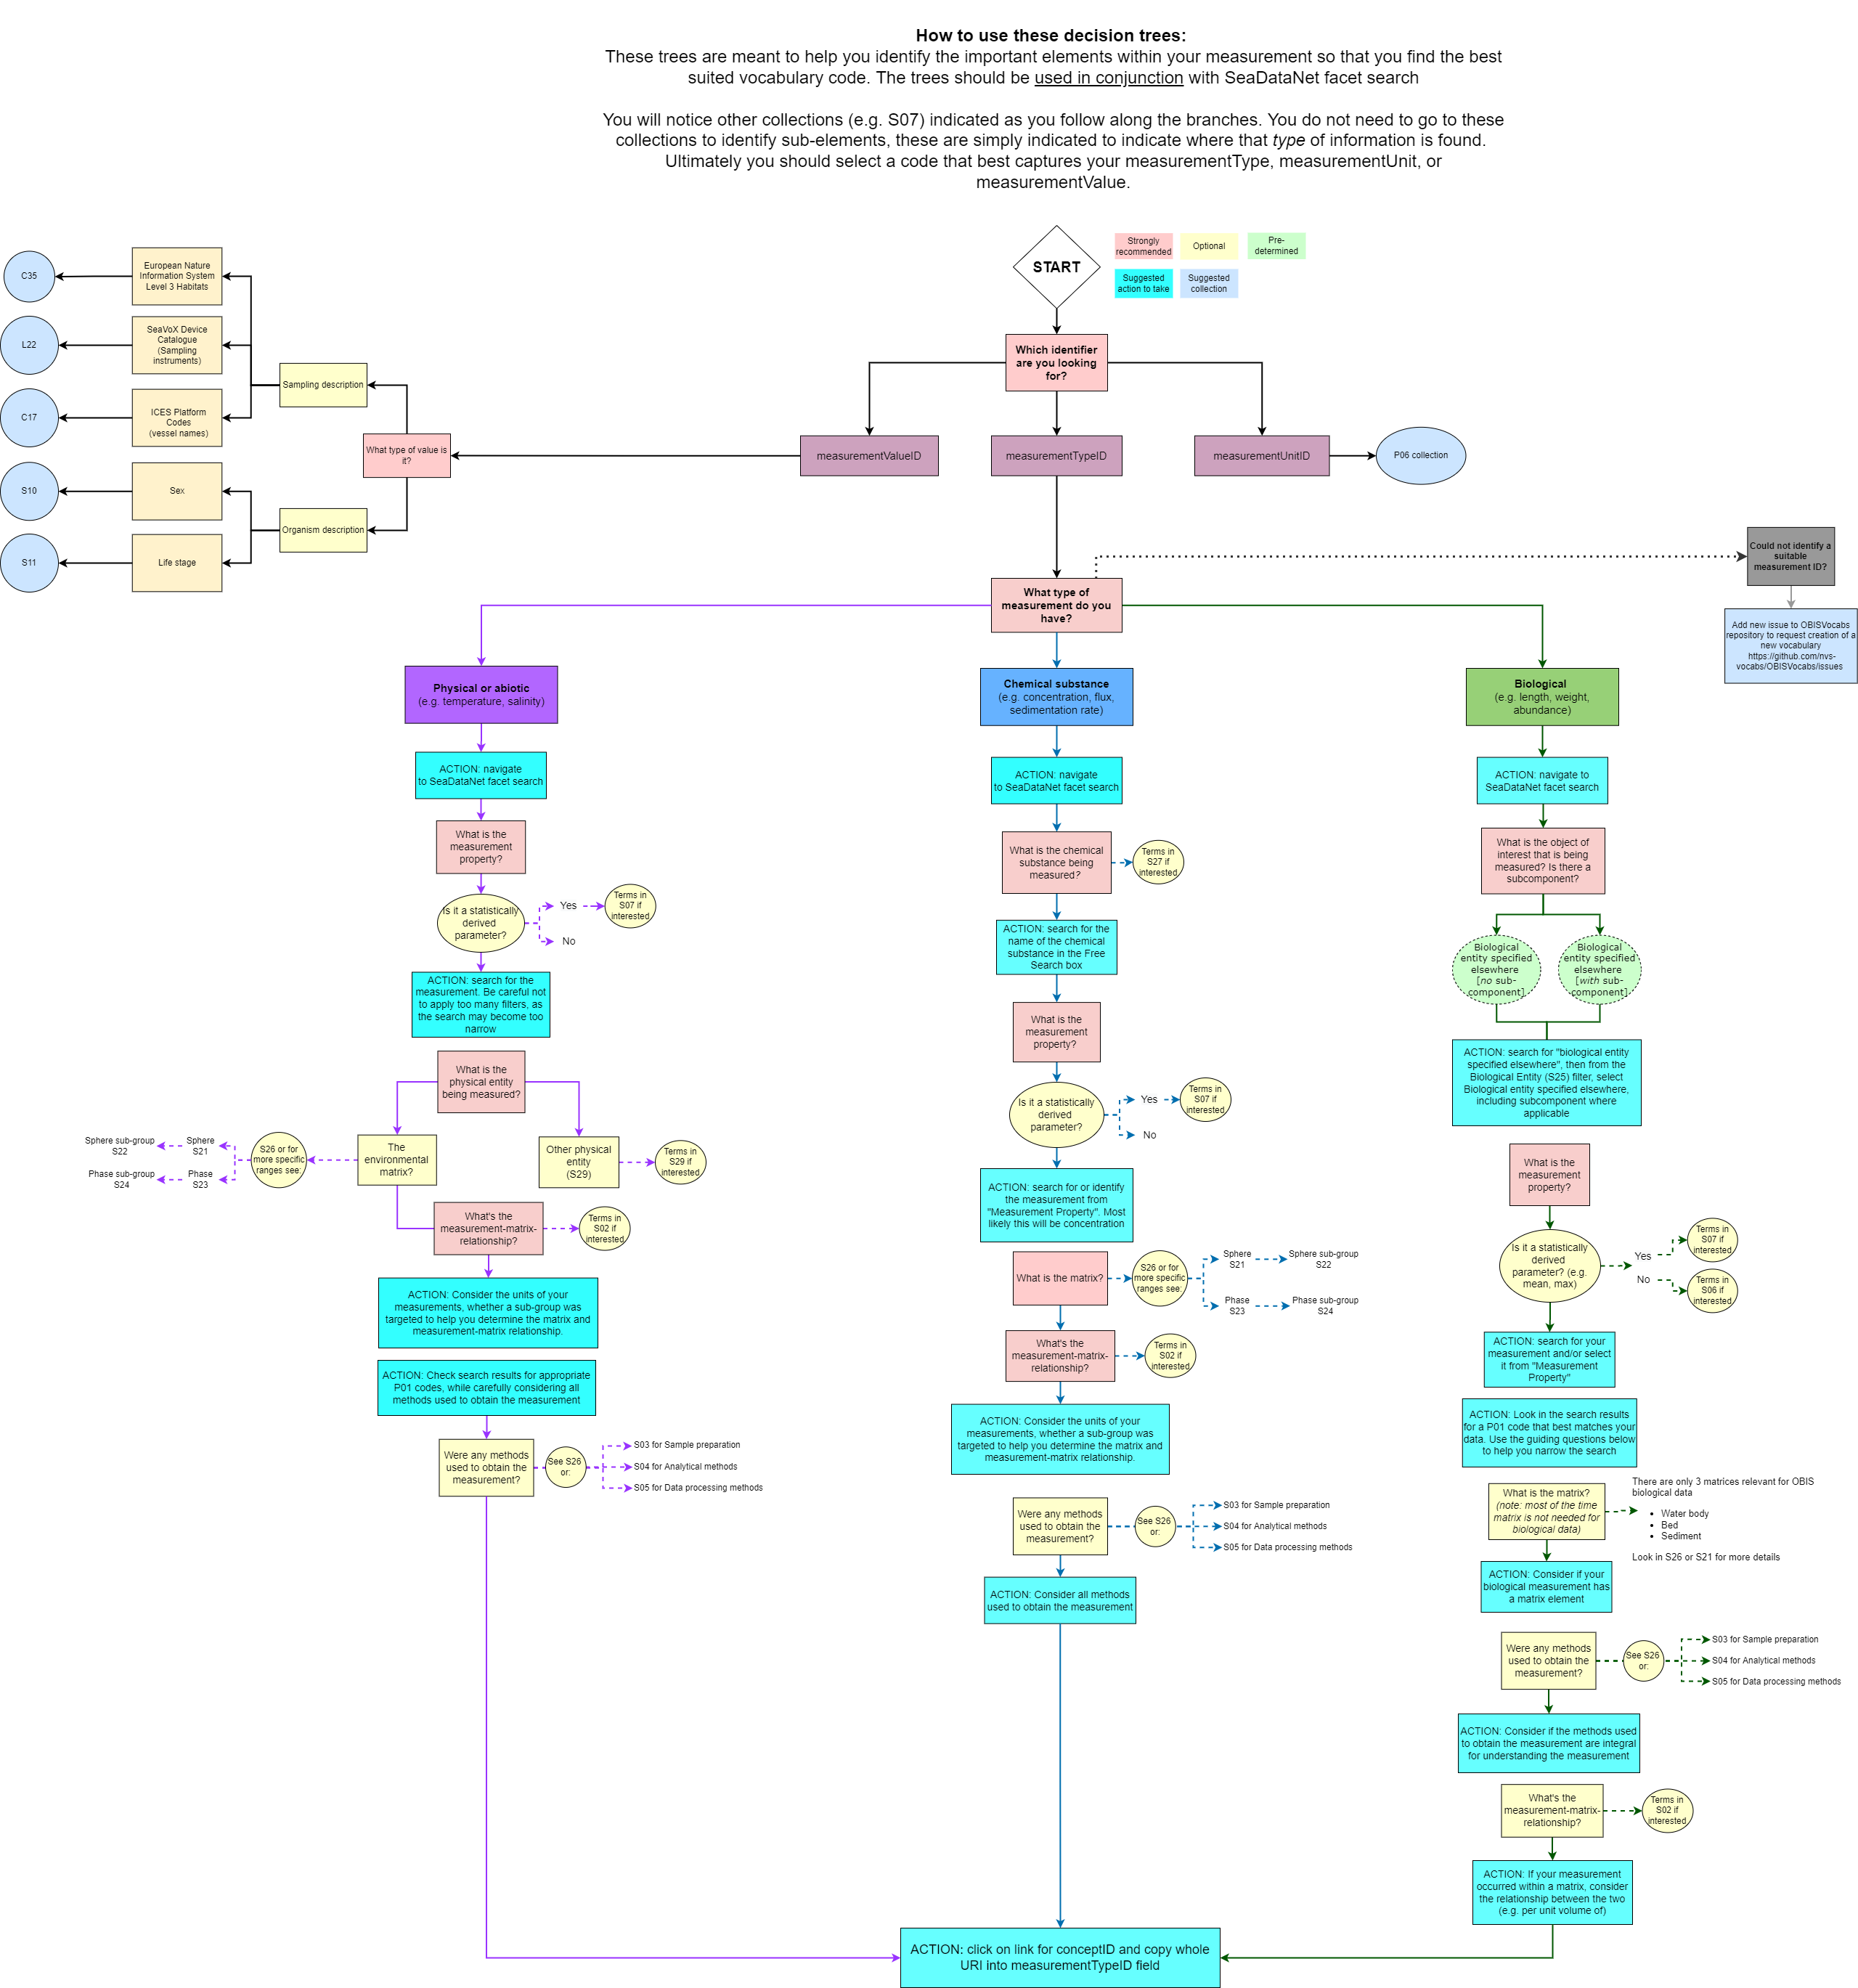 How to use these decision trees:
These trees are meant to help you identify the important elements within your measurement so that you find the best
suited vocabulary code. The trees should be used in conjunction with SeaDataNet facet search
You will notice other collections (e.g. S07) indicated as you follow along the branches. You do not need to go to these
collections to identify sub-elements, these are simply indicated to indicate where that type of information is found.
Ultimately you should select a code that best captures your measurementType, measurementUnit, or
measurementValue.
START
Strongly
recommended
Optional
Pre-
determined
Suggested
action to take
Suggested
collection
Which identifier
are you looking
for?
measurementValueID
measurementTypeID
measurementUnitID
P06 collection
What type of value is
it?
Sampling description
Organism description
European Nature
Information System
Level 3 Habitats
C35
SeaVoX Device
Catalogue
(Sampling
instruments)
L22
ICES Platform
Codes
(vessel names)
C17
Sex
S10
Life stage
S11
Could not identify a
suitable
measurement ID?
Add new issue to OBISVocabs
repository to request creation of a
new vocabulary
https://github.com/nvs-
vocabs/OBISVocabs/issues
What type of
measurement do you
have?
Physical or abiotic
(e.g. temperature, salinity)
ACTION: navigate
to SeaDataNet facet search
What is the
measurement
property?
Is it a statistically
derived
parameter?
Yes
No
Terms in
S07 if
interested
ACTION: search for the
measurement. Be careful not
to apply too many filters, as
the search may become too
narrow
What is the
physical entity
being measured?
The
environmental
matrix?
Other physical
entity
(S29)
Terms in
S29 if
interested
S26 or for
more specific
ranges see:
Sphere
S21
Sphere sub-group
S22
Phase
S23
Phase sub-group
S24
What's the
measurement-matrix-
relationship?
Terms in
S02 if
interested
ACTION: Consider the units of your
measurements, whether a sub-group was
targeted to help you determine the matrix and
measurement-matrix relationship.
ACTION: Check search results for appropriate
P01 codes, while carefully considering all
methods used to obtain the measurement
Were any methods
used to obtain the
measurement?
See S26
or:
S03 for Sample preparation
S04 for Analytical methods
S05 for Data processing methods
Chemical substance
(e.g. concentration, flux,
sedimentation rate)
ACTION: navigate
to SeaDataNet facet search
What is the chemical
substance being
measured?
Terms in
S27 if
interested
ACTION: search for the
name of the chemical
substance in the Free
Search box
What is the
measurement
property?
Is it a statistically
derived
parameter?
Yes
No
Terms in
S07 if
interested
ACTION: search for or identify
the measurement from
"Measurement Property". Most
likely this will be concentration
What is the matrix?
S26 or for
more specific
ranges see:
Sphere
S21
Sphere sub-group
S22
Phase
S23
Phase sub-group
S24
What's the
measurement-matrix-
relationship?
Terms in
S02 if
interested
ACTION: Consider the units of your
measurements, whether a sub-group was
targeted to help you determine the matrix and
measurement-matrix relationship.
Were any methods
used to obtain the
measurement?
See S26
or:
S03 for Sample preparation
S04 for Analytical methods
S05 for Data processing methods
ACTION: Consider all methods
used to obtain the measurement
Biological
(e.g. length, weight,
abundance)
ACTION: navigate to
SeaDataNet facet search
What is the object of
interest that is being
measured? Is there a
subcomponent?
Biological
entity specified
elsewhere
[no sub-
component]
Biological
entity specified
elsewhere
[with sub-
component]
ACTION: search for "biological entity
specified elsewhere", then from the
Biological Entity (S25) filter, select
Biological entity specified elsewhere,
including subcomponent where
applicable
What is the
measurement
property?
Is it a statistically
derived
parameter? (e.g.
mean, max)
Yes
No
Terms in
S07 if
interested
Terms in
S06 if
interested
ACTION: search for your
measurement and/or select
it from "Measurement
Property"
ACTION: Look in the search results
for a P01 code that best matches your
data. Use the guiding questions below
to help you narrow the search
What is the matrix?
(note: most of the time
matrix is not needed for
biological data)
There are only 3 matrices relevant for OBIS
biological data
• Water body
• Bed
• Sediment
Look in S26 or S21 for more details
ACTION: Consider if your
biological measurement has
a matrix element
Were any methods
used to obtain the
measurement?
See S26
or:
S03 for Sample preparation
S04 for Analytical methods
S05 for Data processing methods
ACTION: Consider if the methods used
to obtain the measurement are integral
for understanding the measurement
What's the
measurement-matrix-
relationship?
Terms in
S02 if
interested
ACTION: If your measurement
occurred within a matrix, consider
the relationship between the two
(e.g. per unit volume of)
ACTION: click on link for conceptID and copy whole
URI into measurementTypeID field